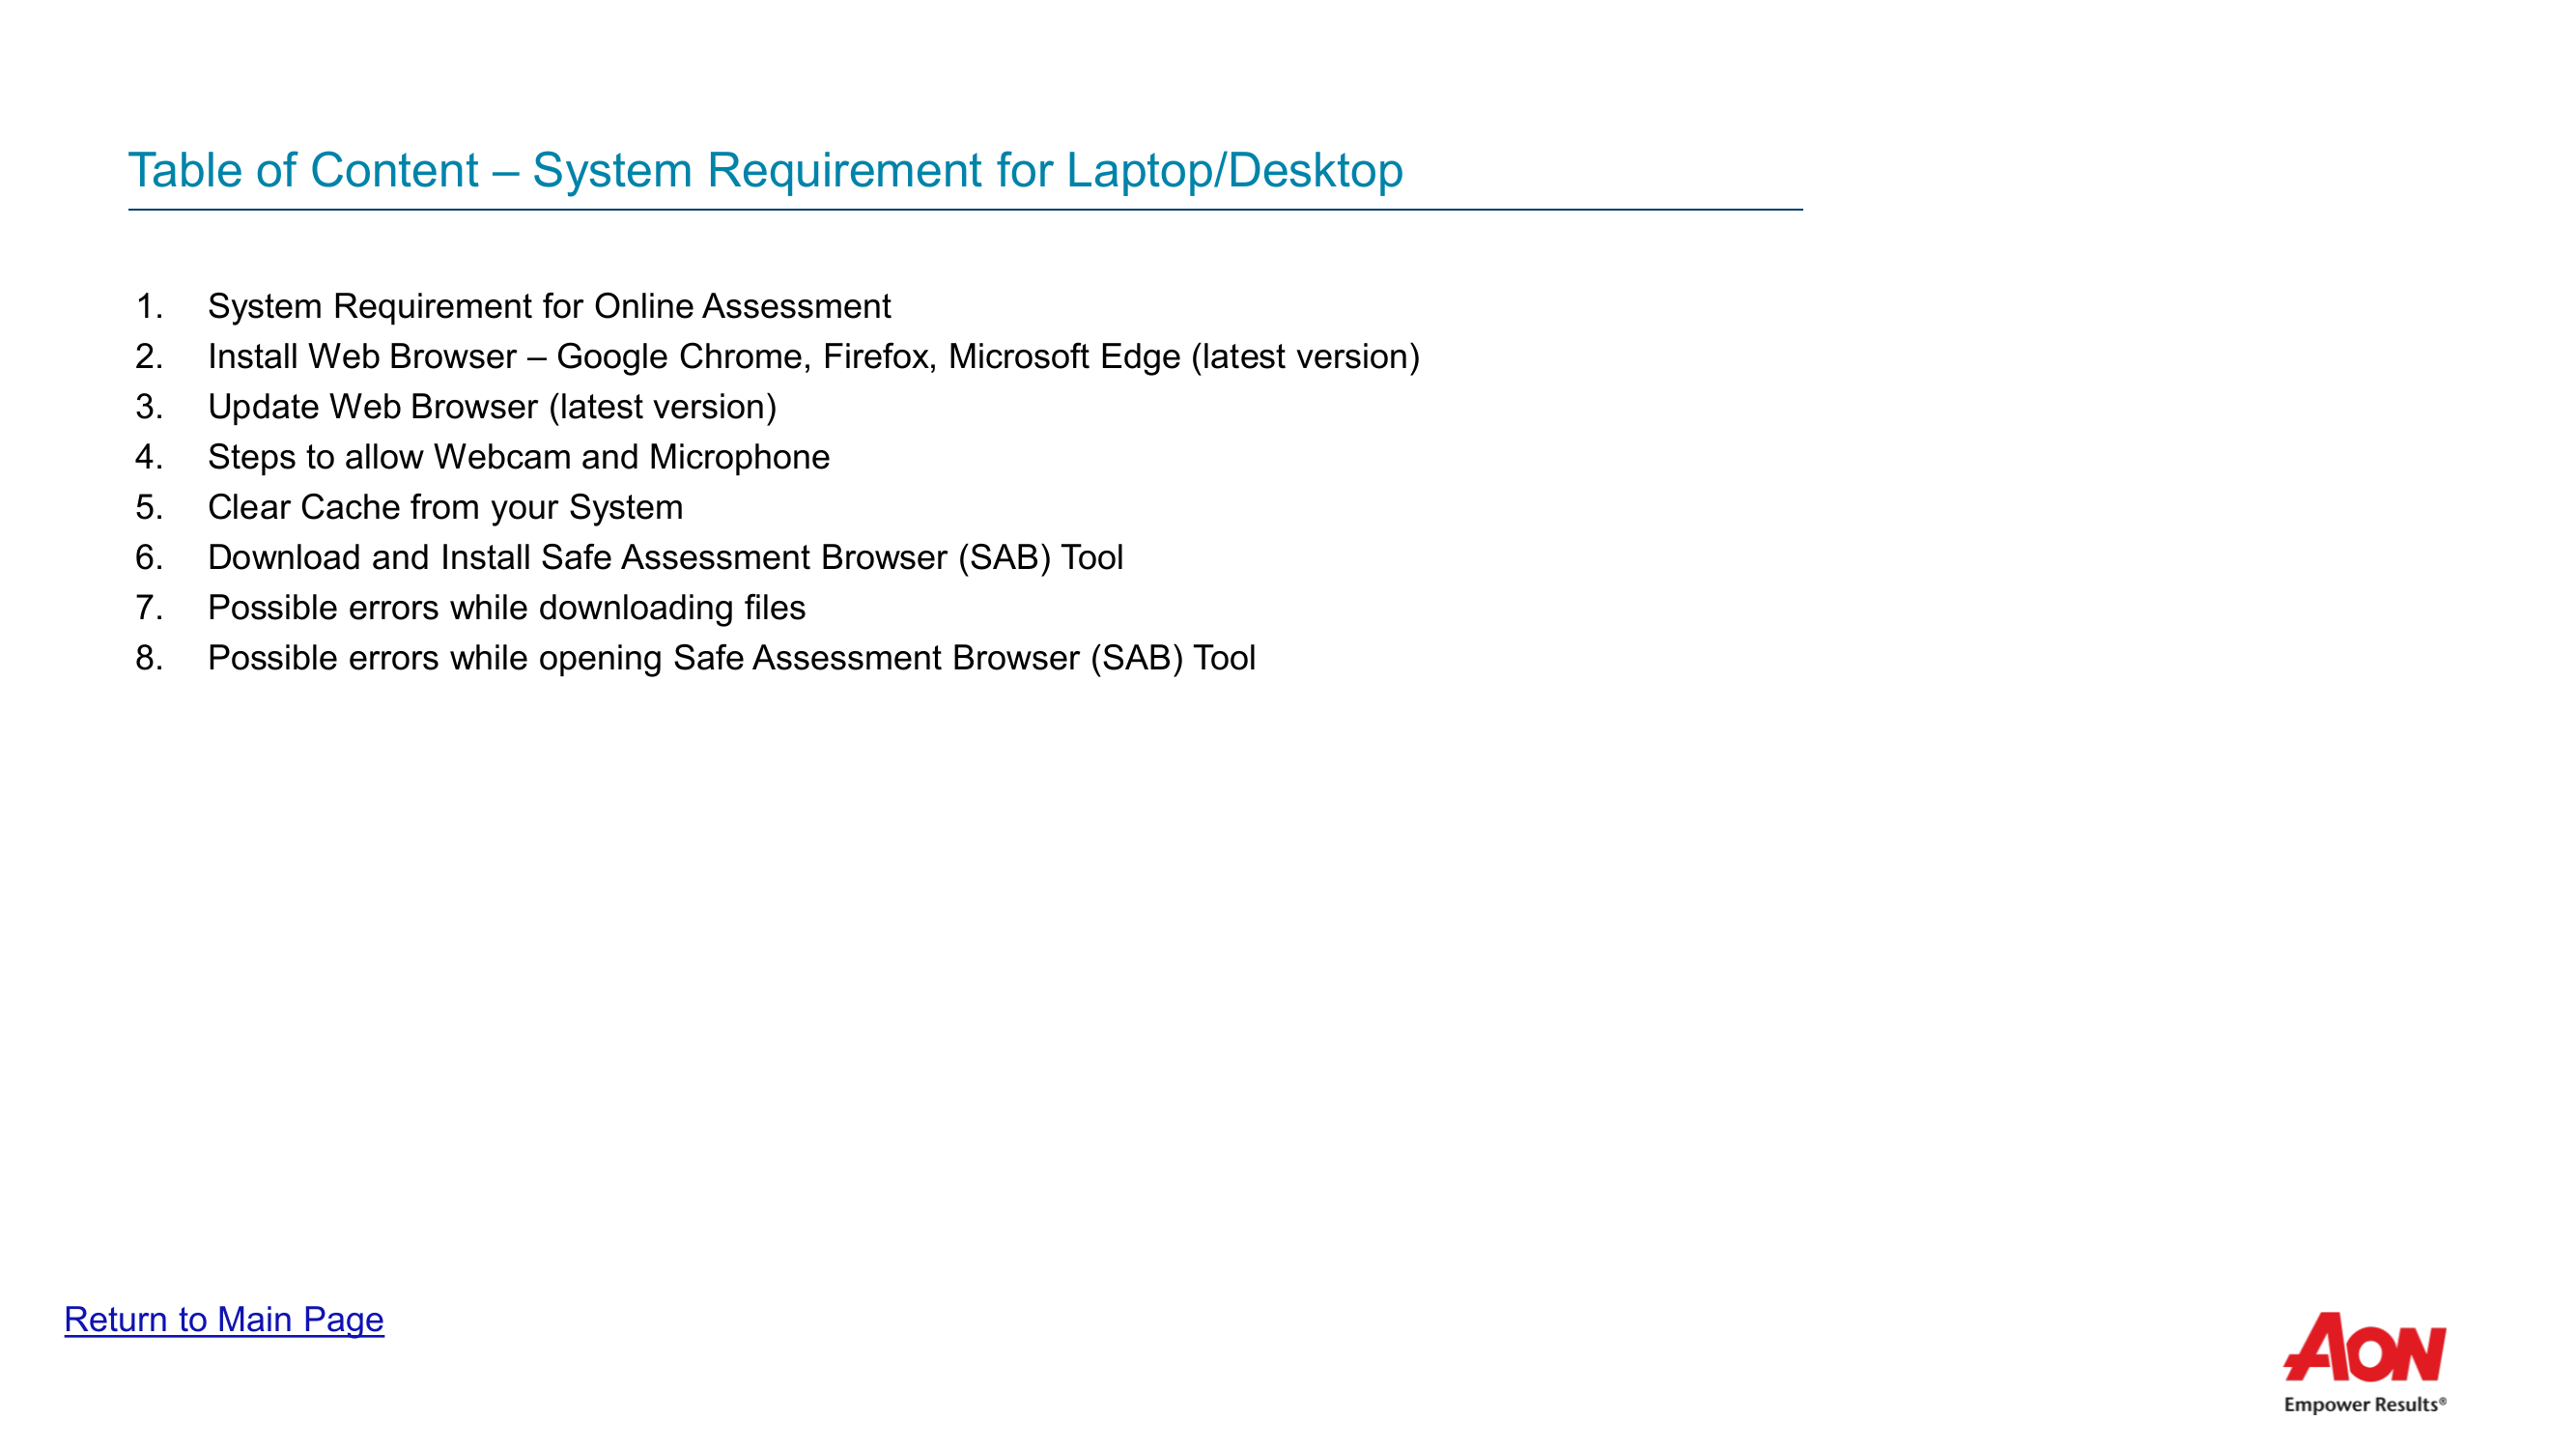 Table of Content – System Requirement for Laptop/Desktop
1. System Requirement for Online Assessment
2. Install Web Browser – Google Chrome, Firefox, Microsoft Edge (latest version)
3. Update Web Browser (latest version)
4. Steps to allow Webcam and Microphone
5. Clear Cache from your System
6. Download and Install Safe Assessment Browser (SAB) Tool
7. Possible errors while downloading files
8. Possible errors while opening Safe Assessment Browser (SAB) Tool
Return to Main Page
AON
Empower Results®